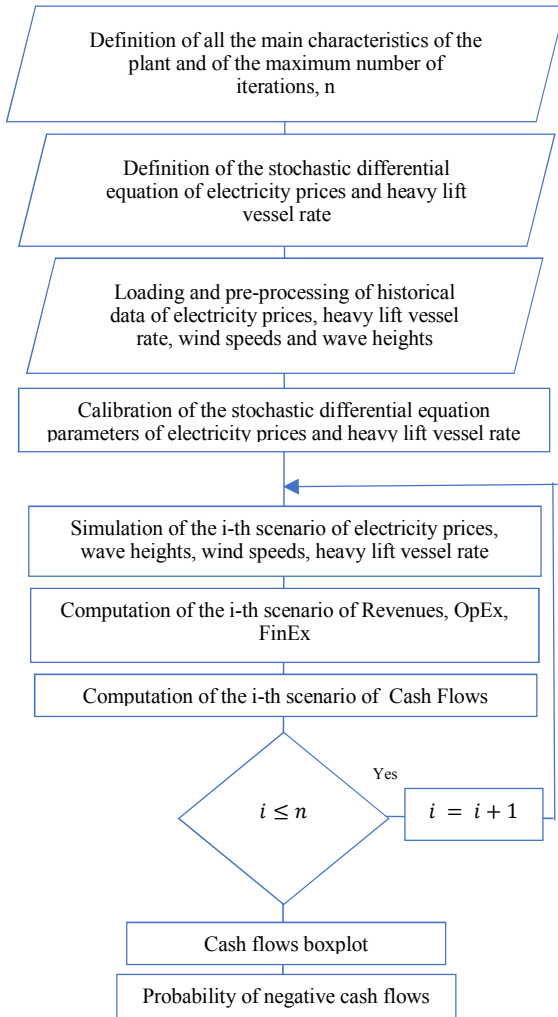 Definition of all the main characteristics of the
plant and of the maximum number of
iterations, n
Definition of the stochastic differential
equation of electricity prices and heavy lift
vessel rate
Loading and pre-processing of historical
data of electricity prices, heavy lift vessel
rate, wind speeds and wave heights
Calibration of the stochastic differential equation
parameters of electricity prices and heavy lift vessel rate
Simulation of the i-th scenario of electricity prices,
wave heights, wind speeds, heavy lift vessel rate
Computation of the i-th scenario of Revenues, OpEx,
FinEx
Computation of the i-th scenario of Cash Flows
Yes
i ≤ n
i = i + 1
Cash flows boxplot
Probability of negative cash flows